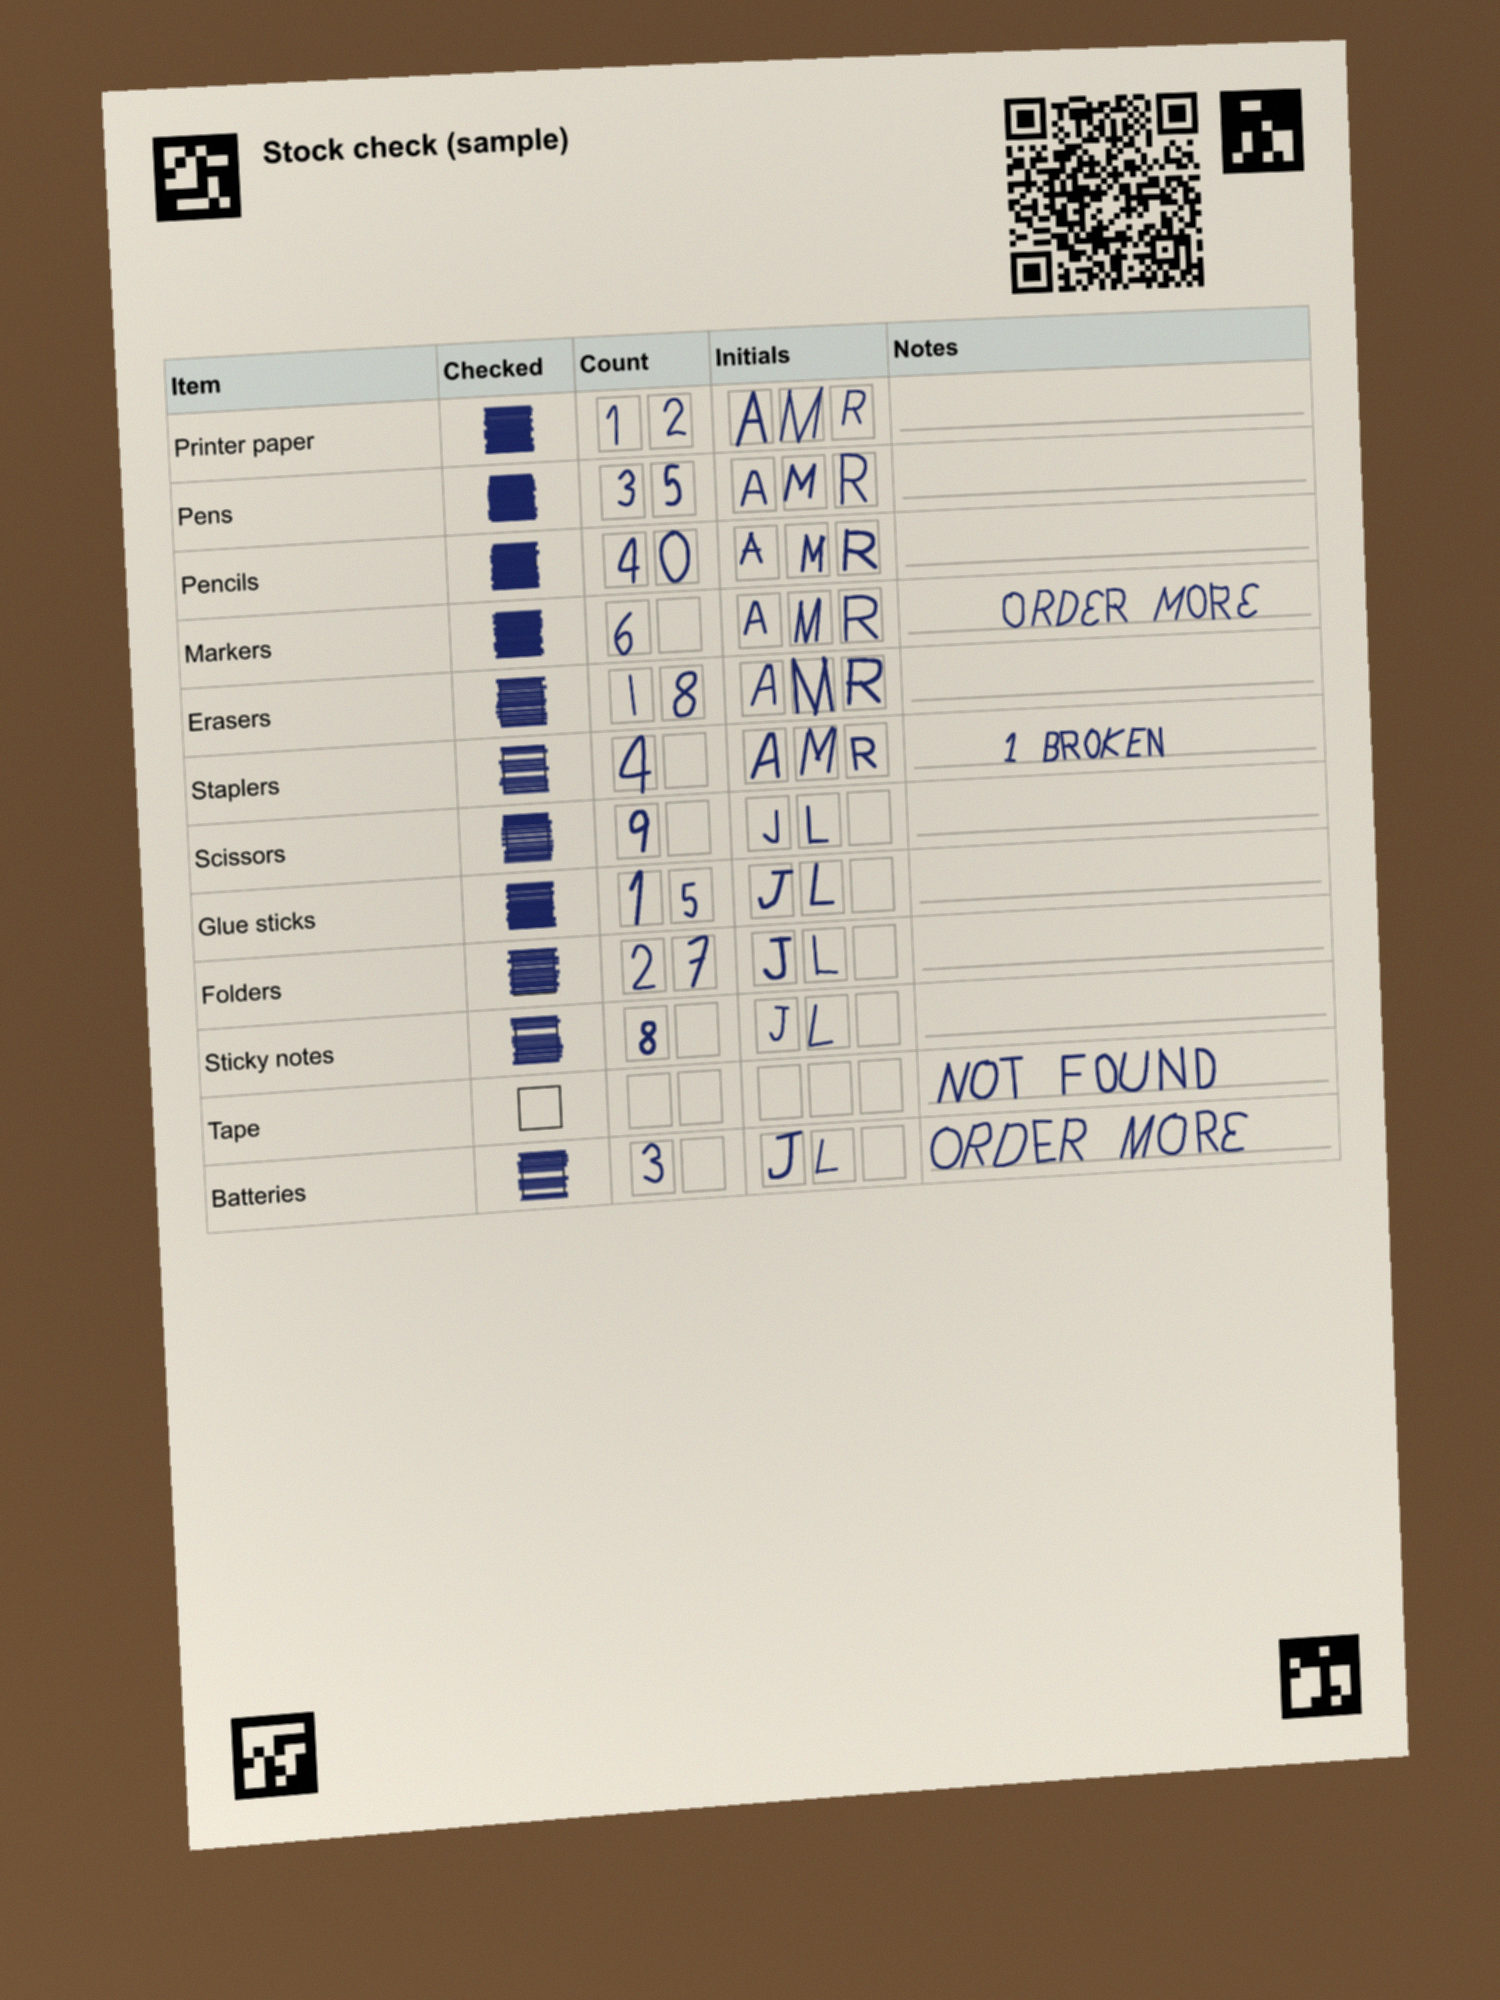 Stock check (sample)
Item Checked Count Initials Notes
Printer paper 12 AMR
Pens 35 AMR
Pencils 40 AMR
Markers 6 AMR ORDER MORE
Erasers 18 AMR
Staplers 4 AMR 1 BROKEN
Scissors 9 JL
Glue sticks 15 JL
Folders 27 JL
Sticky notes 8 JL
Tape NOT FOUND
Batteries 3 JL ORDER MORE